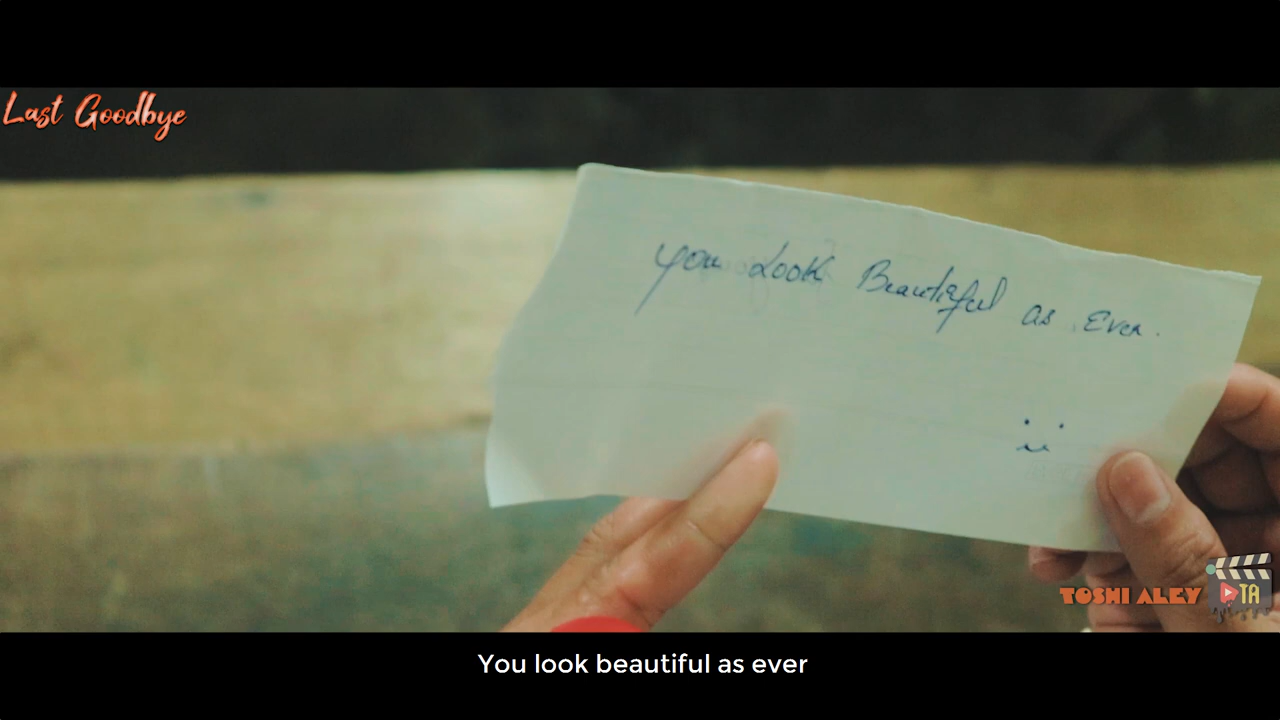 Last Goodbye
You Look Beautiful as Ever.
TOSHI ALEY
TA
You look beautiful as ever